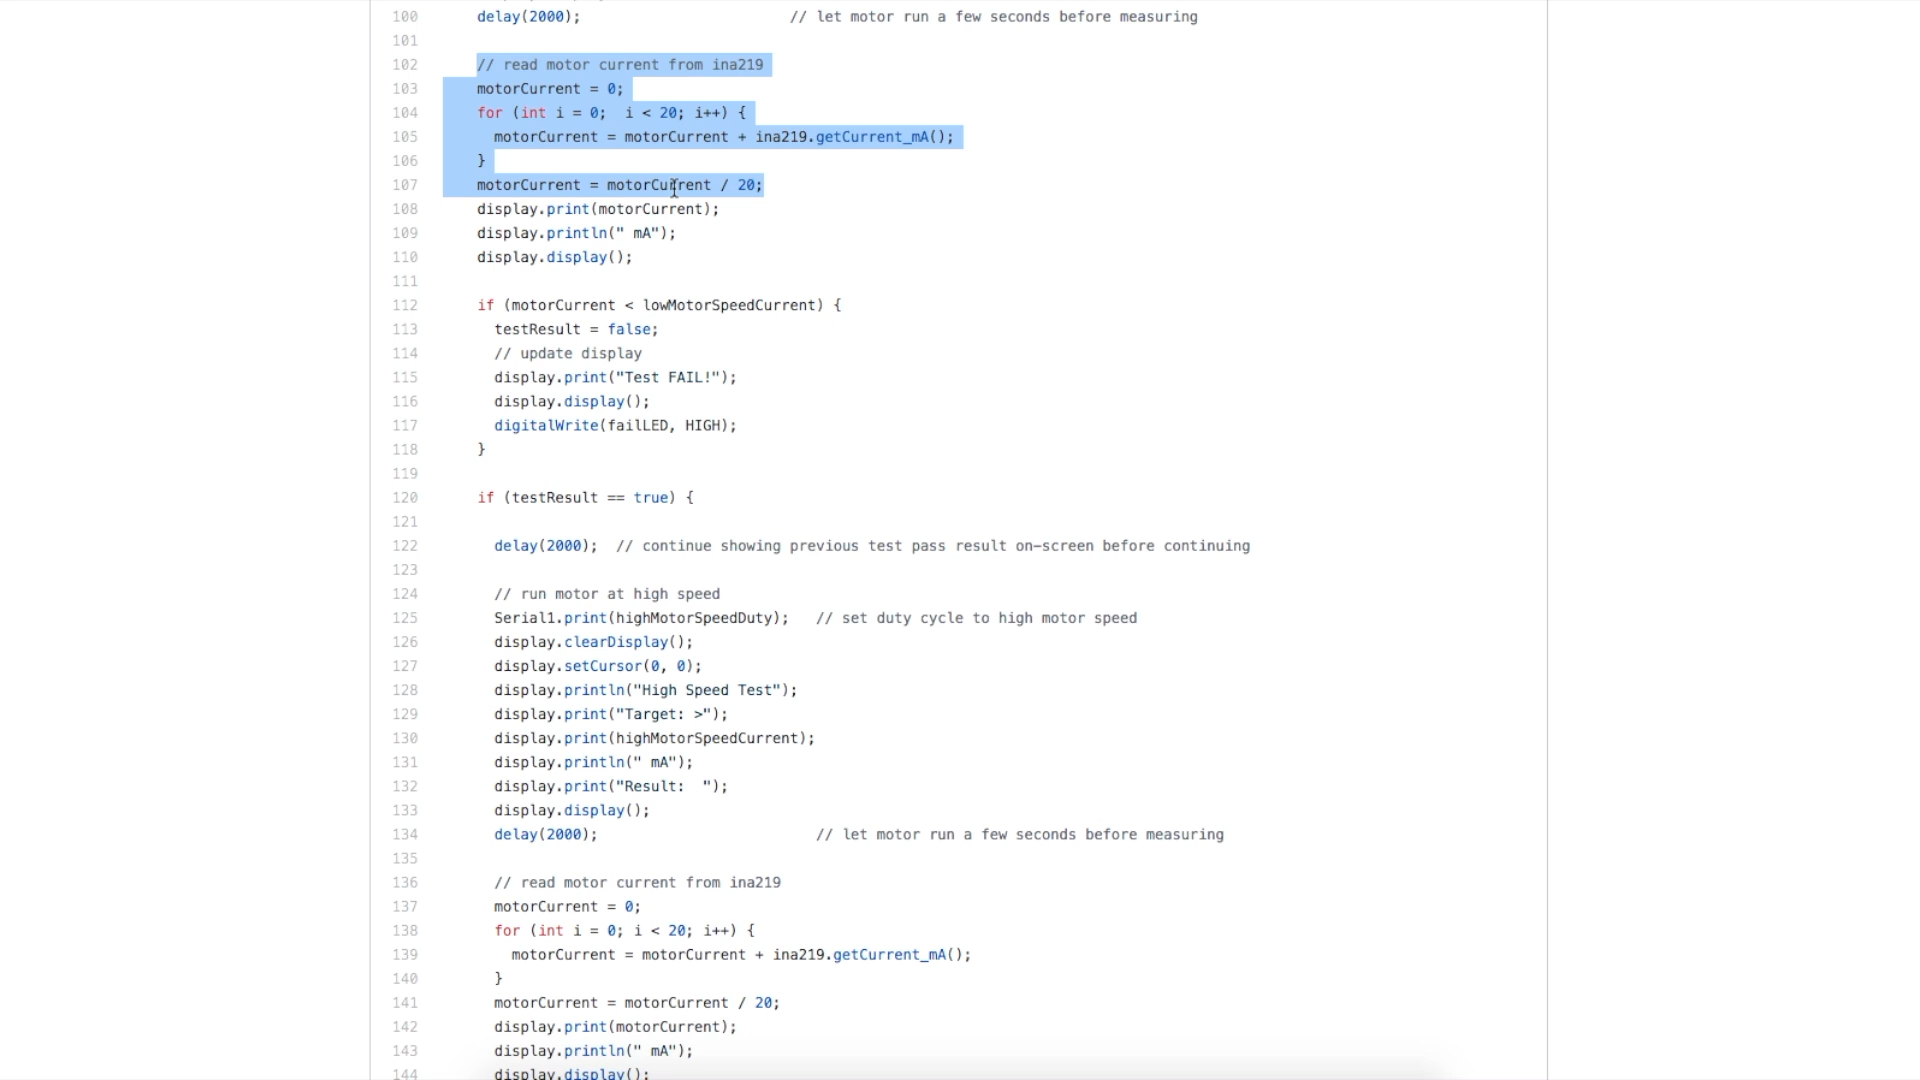 100 delay(2000); // let motor run a few seconds before measuring
101
102 // read motor current from ina219
103 motorCurrent = 0;
104 for (int i = 0;  i < 20; i++) {
105 motorCurrent = motorCurrent + ina219.getCurrent_mA();
106 }
107 motorCurrent = motorCurrent / 20;
108 display.print(motorCurrent);
109 display.println(" mA");
110 display.display();
111
112 if (motorCurrent < lowMotorSpeedCurrent) {
113 testResult = false;
114 // update display
115 display.print("Test FAIL!");
116 display.display();
117 digitalWrite(failLED, HIGH);
118 }
119
120 if (testResult == true) {
121
122 delay(2000);  // continue showing previous test pass result on-screen before continuing
123
124 // run motor at high speed
125 Serial1.print(highMotorSpeedDuty);   // set duty cycle to high motor speed
126 display.clearDisplay();
127 display.setCursor(0, 0);
128 display.println("High Speed Test");
129 display.print("Target: >");
130 display.print(highMotorSpeedCurrent);
131 display.println(" mA");
132 display.print("Result:  ");
133 display.display();
134 delay(2000); // let motor run a few seconds before measuring
135
136 // read motor current from ina219
137 motorCurrent = 0;
138 for (int i = 0; i < 20; i++) {
139 motorCurrent = motorCurrent + ina219.getCurrent_mA();
140 }
141 motorCurrent = motorCurrent / 20;
142 display.print(motorCurrent);
143 display.println(" mA");
144 display.display();